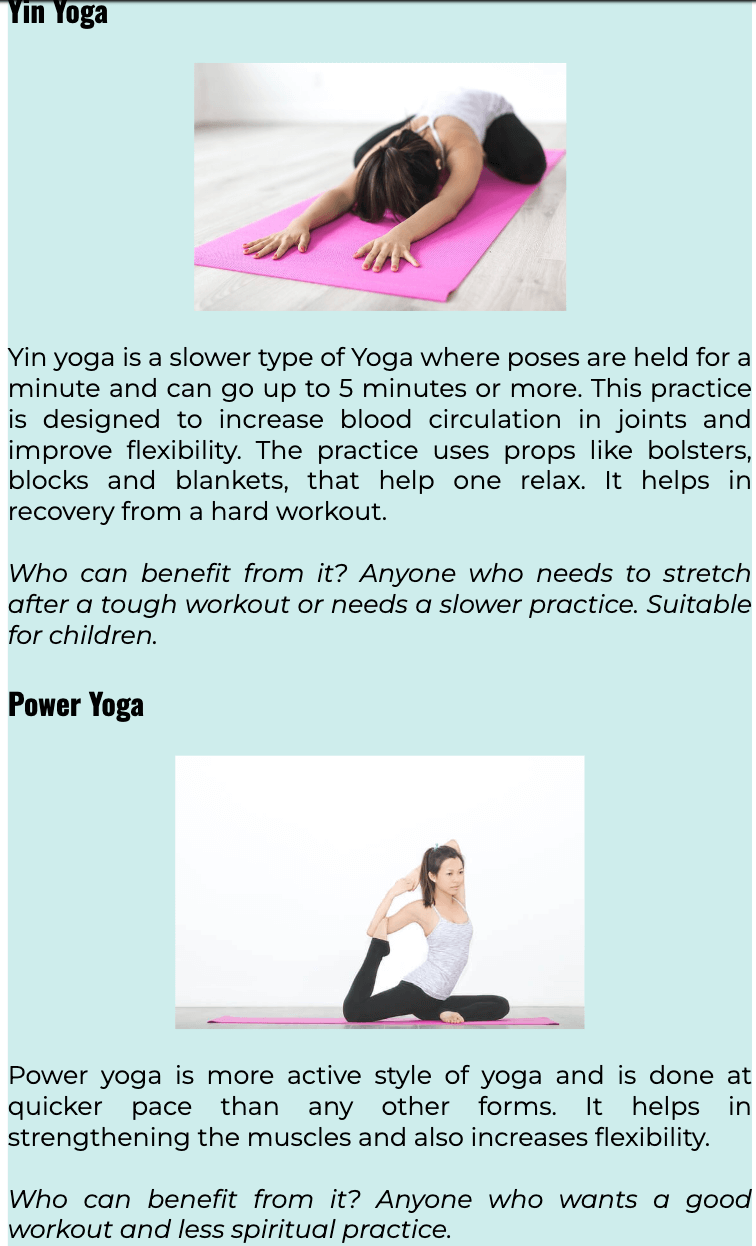 Yin Yoga
Yin yoga is a slower type of Yoga where poses are held for a
minute and can go up to 5 minutes or more. This practice
is designed to increase blood circulation in joints and
improve flexibility. The practice uses props like bolsters,
blocks and blankets, that help one relax. It helps in
recovery from a hard workout.
Who can benefit from it? Anyone who needs to stretch
after a tough workout or needs a slower practice. Suitable
for children.
Power Yoga
Power yoga is more active style of yoga and is done at
quicker pace than any other forms. It helps in
strengthening the muscles and also increases flexibility.
Who can benefit from it? Anyone who wants a good
workout and less spiritual practice.